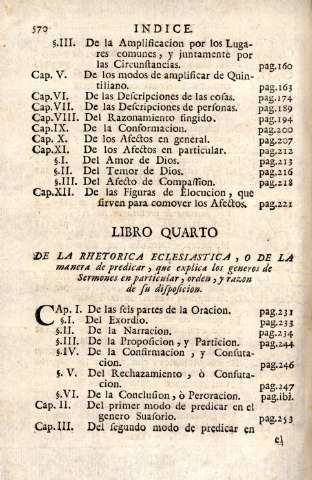 570 INDICE.
§.III. De la Amplificacion por los Luga-
res comunes, y juntamente por
las Circunstancias. pag.160
Cap. V. De los modos de amplificar de Quin-
tiliano. pag.163
Cap.VI. De las Descripciones de las cosas. pag.174
Cap.VII. De las Descripciones de personas. pag.189
Cap.VIII. Del Razonamiento fingido. pag.194
Cap.IX. De la Conformacion. pag.200
Cap. X. De los Afectos en general. pag.207
Cap.XI. De los Afectos en particular. pag.212
§.I. Del Amor de Dios. pag.213
§.II. Del Temor de Dios. pag.216
§.III. Del Afecto de Compassion. pag.218
Cap.XII. De las Figuras de Elocucion, que
sirven para comover los Afectos. pag.221
LIBRO QUARTO
DE LA RHETORICA ECLESIASTICA, O DE LA
manera de predicar, que explica los generos de
Sermones en particular, orden, y razon
de su disposicion.
CAp. I. De las seis partes de la Oracion. pag.231
§.I. Del Exordio. pag.233
§.II. De la Narracion. pag.234
§.III. De la Proposicion, y Particion. pag.244
§.IV. De la Confirmacion, y Confuta-
cion. pag.246
§. V. Del Rechazamiento, ò Confuta-
cion. pag.247
§.VI. De la Conclusion, ò Peroracion. pag.ibi.
Cap. II. Del primer modo de predicar en el
genero Suasorio. pag.253
Cap. III. Del segundo modo de predicar en
el